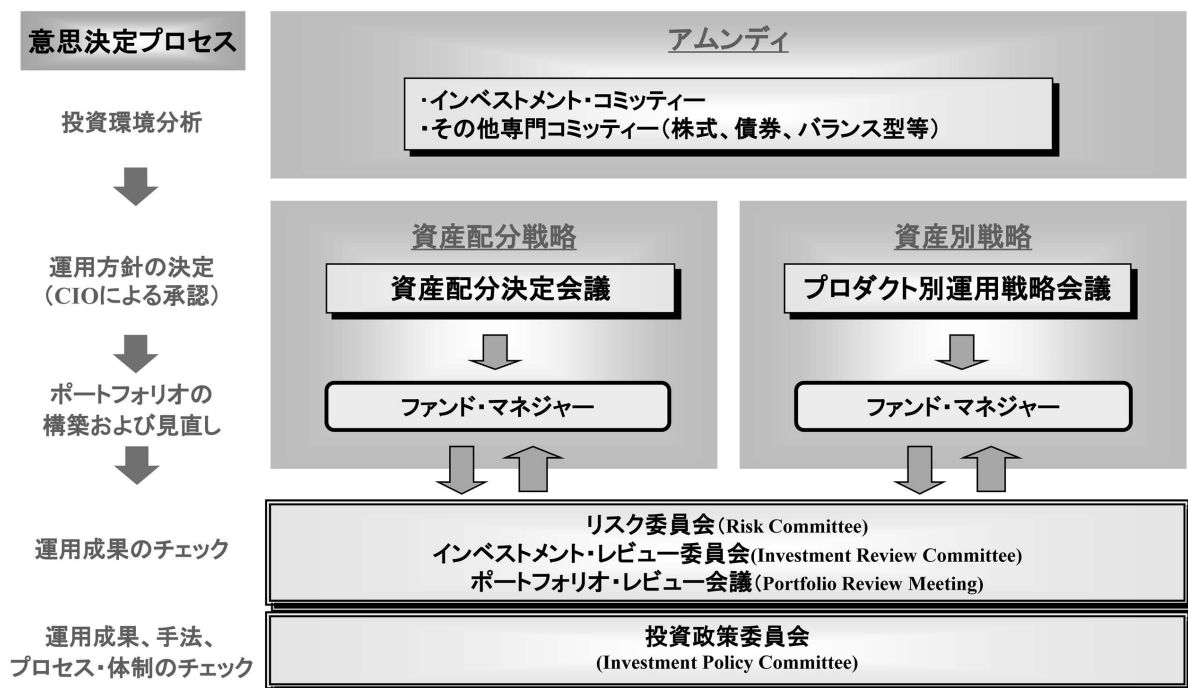 意思決定プロセス
アムンディ
・インベストメント・コミッティー
・その他専門コミッティー(株式、債券、バランス型等)
投資環境分析
資産配分戦略
資産別戦略
運用方針の決定
(CIOによる承認)
資産配分決定会議
プロダクト別運用戦略会議
ポートフォリオの
構築および見直し
ファンド・マネジャー
ファンド・マネジャー
運用成果のチェック
リスク委員会(Risk Committee)
インベストメント・レビュー委員会(Investment Review Committee)
ポートフォリオ・レビュー会議(Portfolio Review Meeting)
運用成果、手法、
プロセス・体制のチェック
投資政策委員会
(Investment Policy Committee)